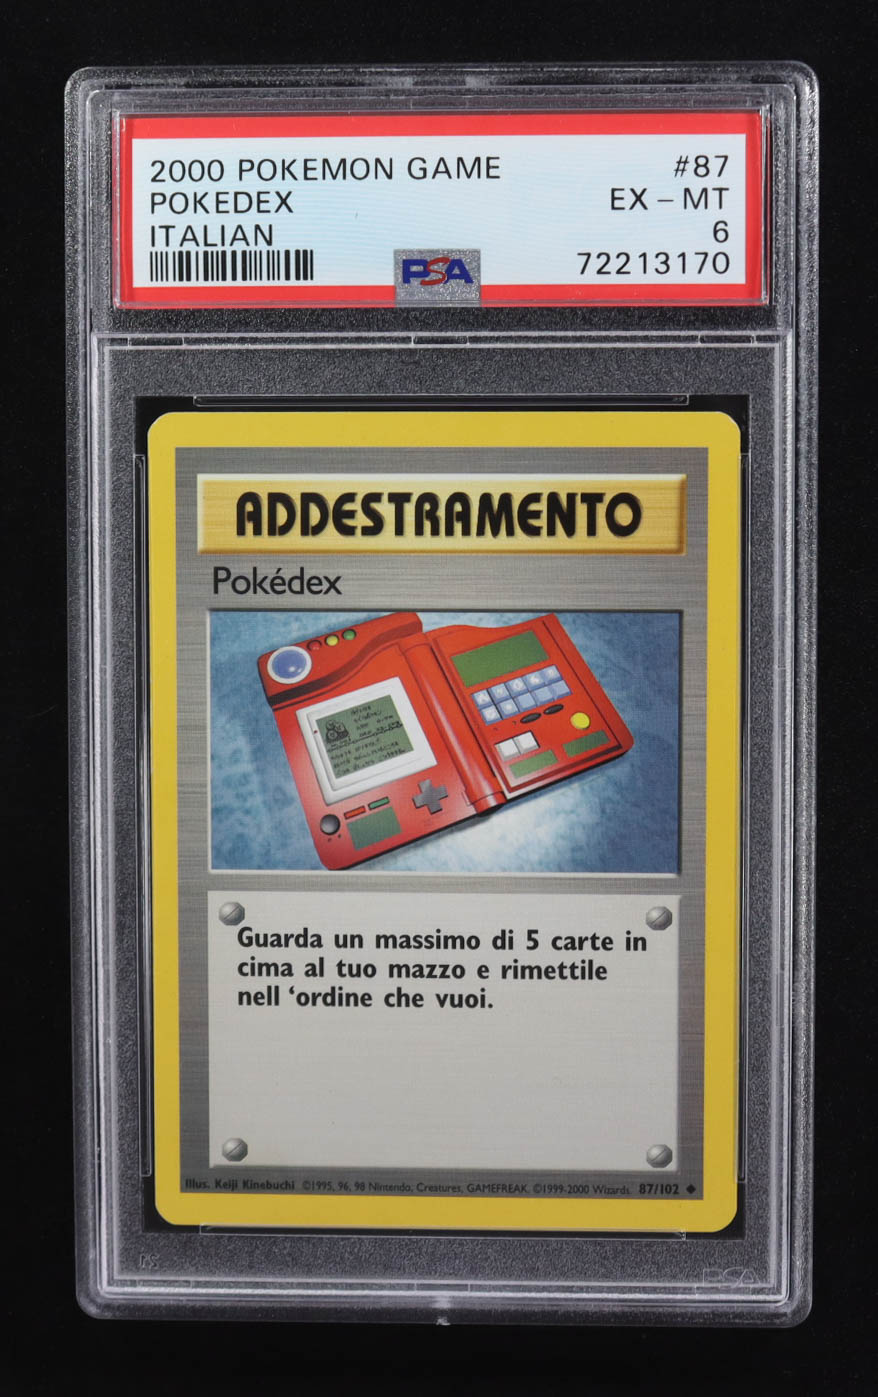 2000 POKEMON GAME #87
POKEDEX EX - MT
ITALIAN 6
PSA 72213170
ADDESTRAMENTO
Pokédex
Guarda un massimo di 5 carte in
cima al tuo mazzo e rimettile
nell ‘ordine che vuoi.
Illus. Keiji Kinebuchi ©1995, 96, 98 Nintendo, Creatures, GAMEFREAK. ©1999-2000 Wizards. 87/102
PSA